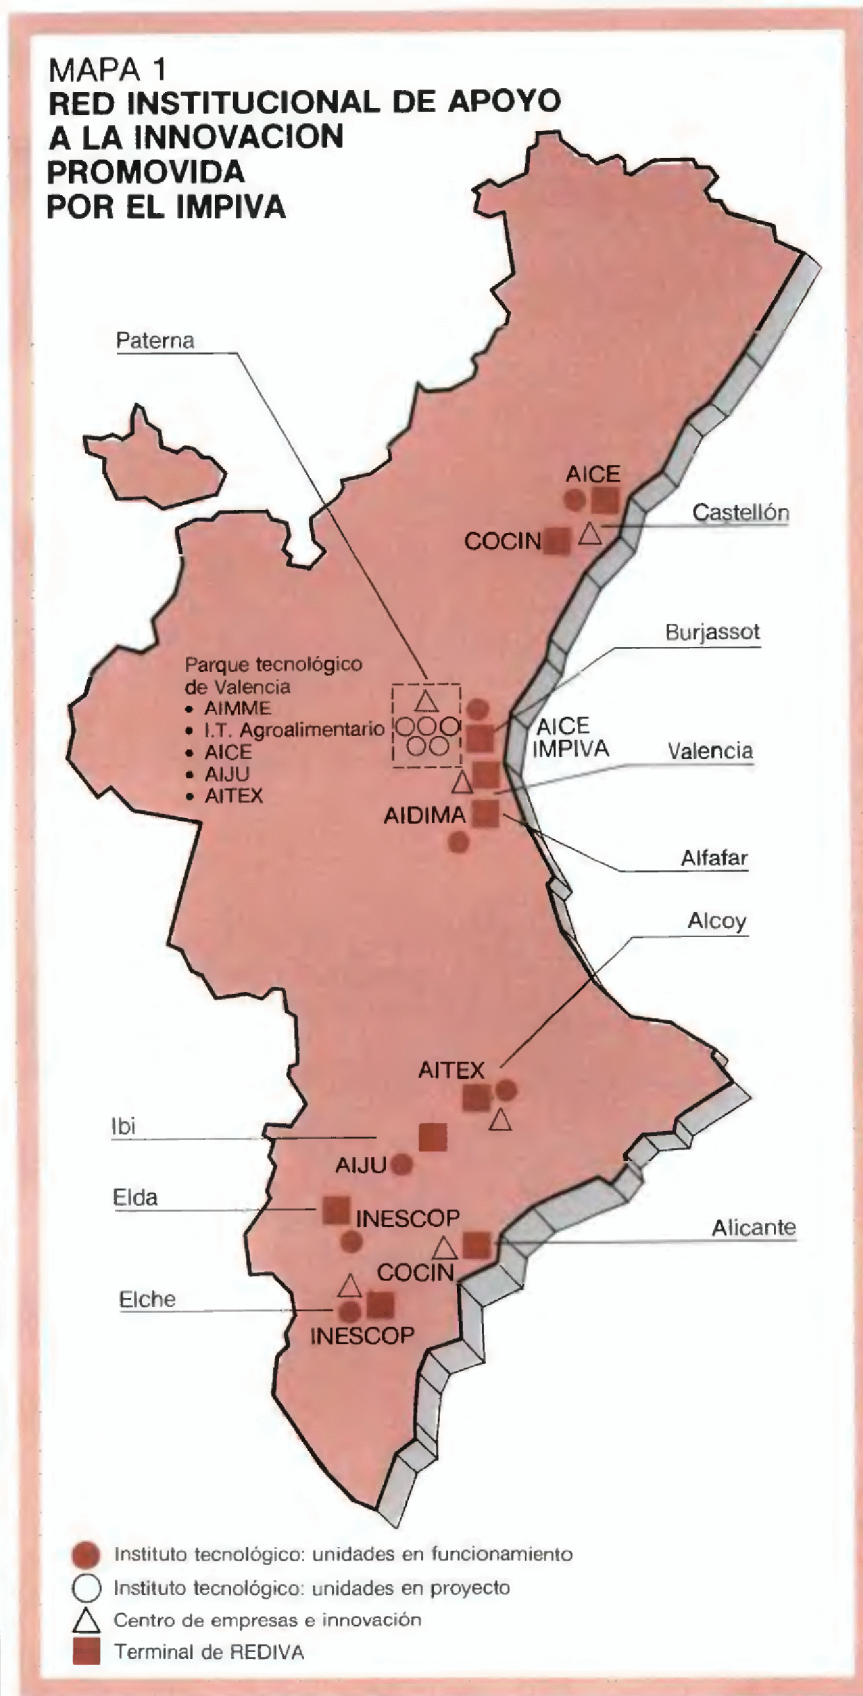 MAPA 1
RED INSTITUCIONAL DE APOYO
A LA INNOVACION
PROMOVIDA
POR EL IMPIVA
Paterna
AICE
Castellón
COCIN
Burjassot
Parque tecnológico
de Valencia
• AIMME
• I.T. Agroalimentario
• AICE
• AIJU
• AITEX
AICE
IMPIVA
Valencia
AIDIMA
Alfafar
Alcoy
AITEX
Ibi
AIJU
Elda
INESCOP
Alicante
COCIN
Elche
INESCOP
Instituto tecnológico: unidades en funcionamiento
Instituto tecnológico: unidades en proyecto
Centro de empresas e innovación
Terminal de REDIVA